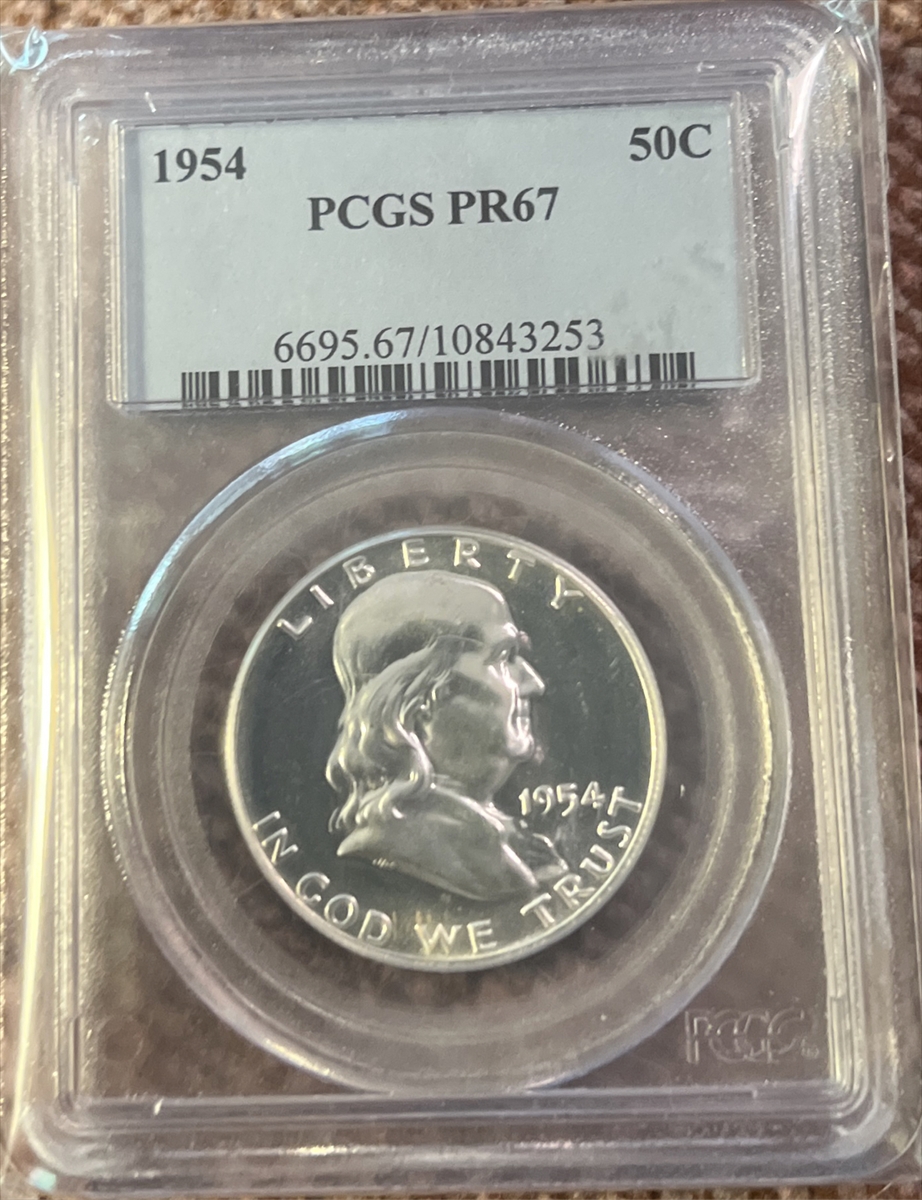 1954 50C
PCGS PR67
6695.67/10843253
LIBERTY
1954
IN GOD WE TRUST
PCGS